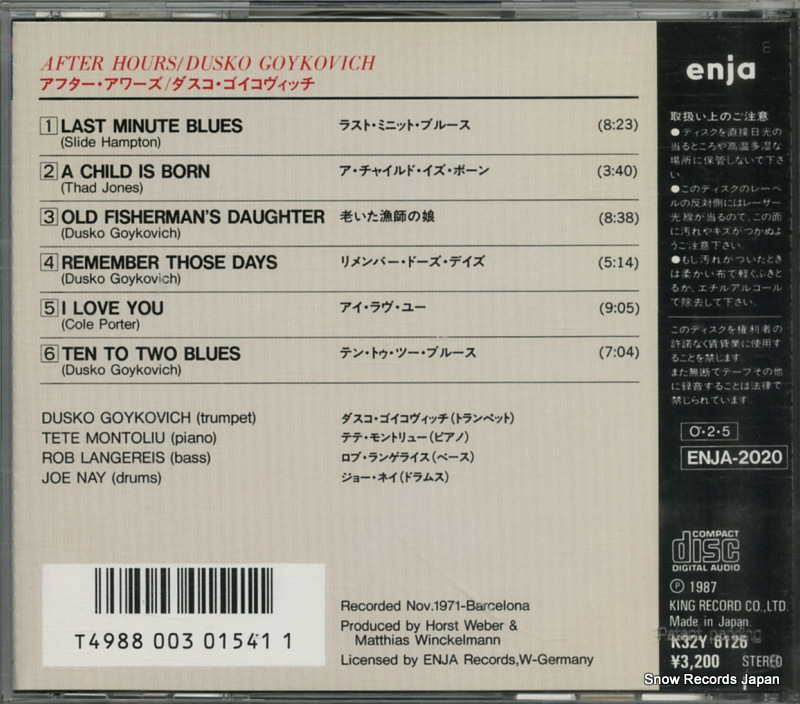 AFTER HOURS/DUSKO GOYKOVICH
アフター・アワーズ/ダスコ・ゴイコヴィッチ
1 LAST MINUTE BLUES ラスト・ミニット・ブルース (8:23)
(Slide Hampton)
2 A CHILD IS BORN ア・チャイルド・イズ・ボーン (3:40)
(Thad Jones)
3 OLD FISHERMAN'S DAUGHTER 老いた漁師の娘 (8:38)
(Dusko Goykovich)
4 REMEMBER THOSE DAYS リメンバー・ドーズ・デイズ (5:14)
(Dusko Goykovich)
5 I LOVE YOU アイ・ラヴ・ユー (9:05)
(Cole Porter)
6 TEN TO TWO BLUES テン・トゥ・ツー・ブルース (7:04)
(Dusko Goykovich)
DUSKO GOYKOVICH (trumpet) ダスコ・ゴイコヴィッチ(トランペット)
TETE MONTOLIU (piano) テテ・モントリュー(ピアノ)
ROB LANGEREIS (bass) ロブ・ランゲライス(ベース)
JOE NAY (drums) ジョー・ネイ(ドラムス)
T4988 003 01541 1
Recorded Nov.1971-Barcelona
Produced by Horst Weber &
Matthias Winckelmann
Licensed by ENJA Records,W-Germany
enja
取扱い上のご注意
●ディスクを直接日光の
当るところや高温多湿な
場所に保管しないで下さ
い.
●このディスクのレーベ
ルの反対側にはレーザー
光線が当るので、この面
に汚れやキズがつかぬよ
うご注意下さい.
●もし汚れがついたとき
は柔かい布で軽くふきと
るか、エチルアルコール
で除去して下さい.
このディスクを権利者の
許諾なく賃貸業に使用す
ることを禁じます
また無断でテープその他
に録音することは法律で
禁じられています.
O・2・5
ENJA-2020
COMPACT
disc
DIGITAL AUDIO
Ⓟ 1987
KING RECORD CO.,LTD.
Made in Japan
Patent pending
K32Y 6126
¥3,200 STEREO
Snow Records Japan